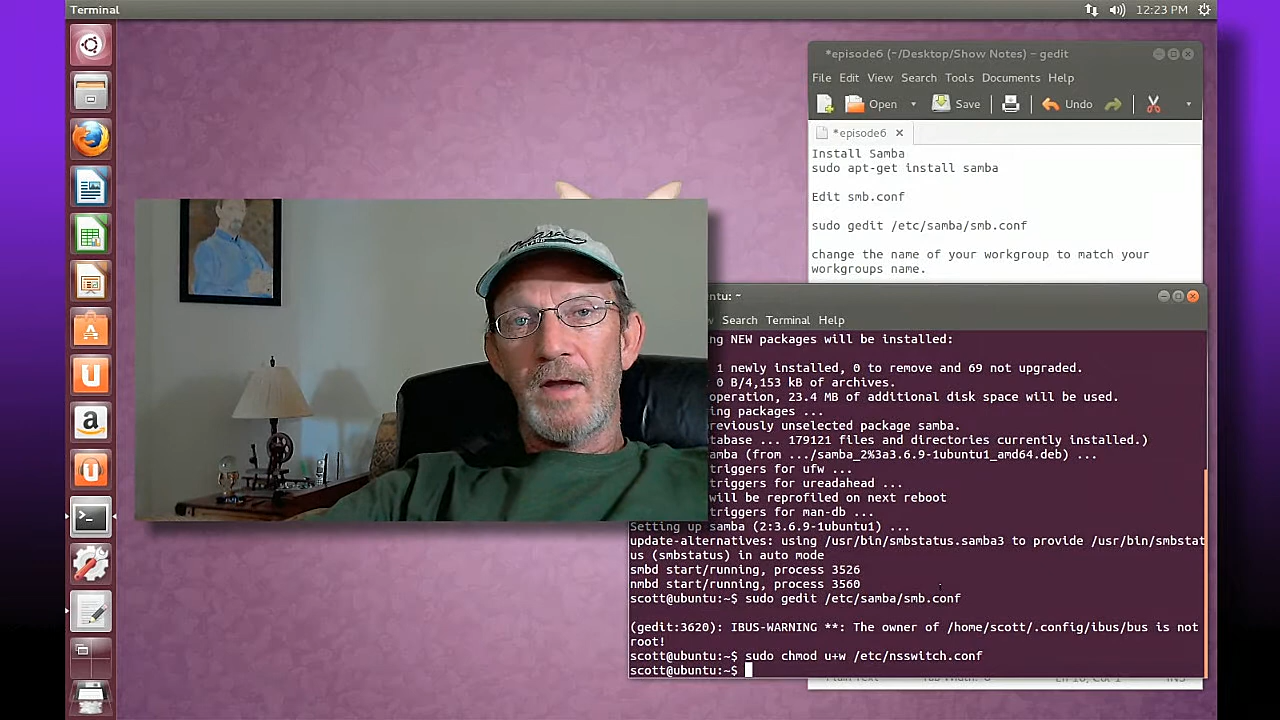 Terminal
12:23 PM
*episode6 (~/Desktop/Show Notes) - gedit
File Edit View Search Tools Documents Help
Open Save Undo
*episode6
Install Samba
sudo apt-get install samba
Edit smb.conf
sudo gedit /etc/samba/smb.conf
change the name of your workgroup to match your
workgroups name.
untu: ~
Search Terminal Help
ng NEW packages will be installed:
1 newly installed, 0 to remove and 69 not upgraded.
0 B/4,153 kB of archives.
operation, 23.4 MB of additional disk space will be used.
ing packages ...
reviously unselected package samba.
tabase ... 179121 files and directories currently installed.)
amba (from .../samba_2%3a3.6.9-1ubuntu1_amd64.deb) ...
triggers for ufw ...
triggers for ureadahead ...
will be reprofiled on next reboot
triggers for man-db ...
Setting up samba (2:3.6.9-1ubuntu1) ...
update-alternatives: using /usr/bin/smbstatus.samba3 to provide /usr/bin/smbstat
us (smbstatus) in auto mode
smbd start/running, process 3526
nmbd start/running, process 3560
scott@ubuntu:~$ sudo gedit /etc/samba/smb.conf
(gedit:3620): IBUS-WARNING **: The owner of /home/scott/.config/ibus/bus is not
root!
scott@ubuntu:~$ sudo chmod u+w /etc/nsswitch.conf
scott@ubuntu:~$